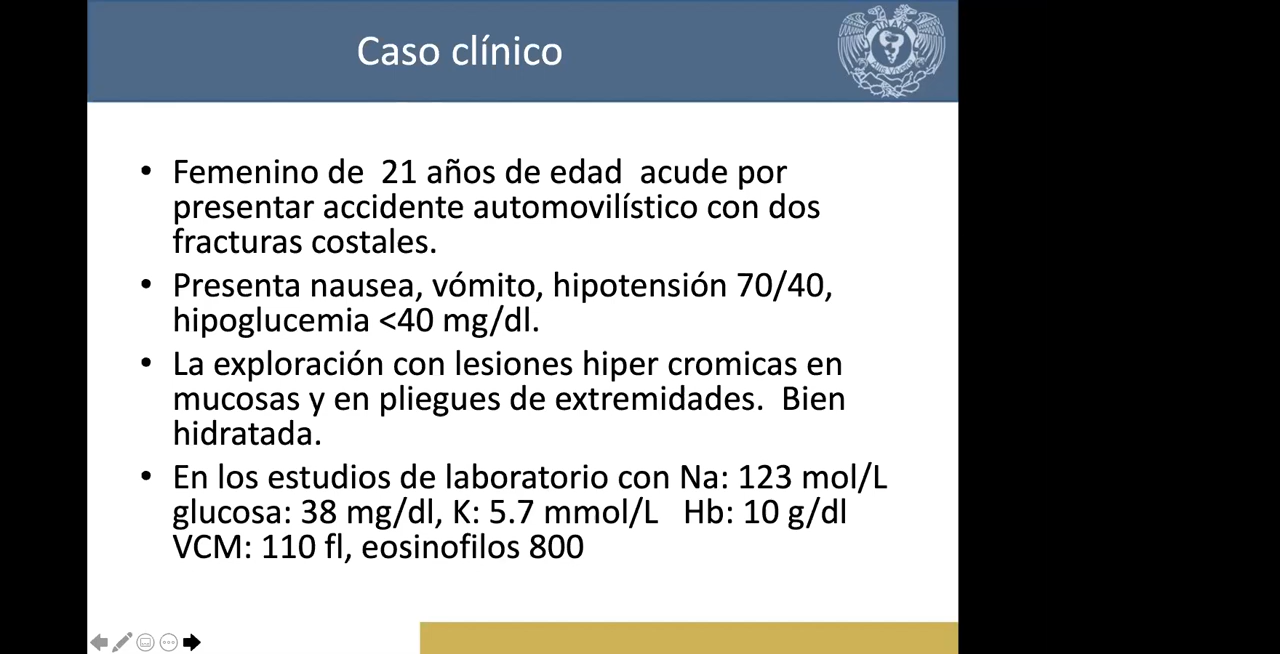 Caso clínico
• Femenino de  21 años de edad  acude por
presentar accidente automovilístico con dos
fracturas costales.
• Presenta nausea, vómito, hipotensión 70/40,
hipoglucemia <40 mg/dl.
• La exploración con lesiones hiper cromicas en
mucosas y en pliegues de extremidades.  Bien
hidratada.
• En los estudios de laboratorio con Na: 123 mol/L
glucosa: 38 mg/dl, K: 5.7 mmol/L   Hb: 10 g/dl
VCM: 110 fl, eosinofilos 800